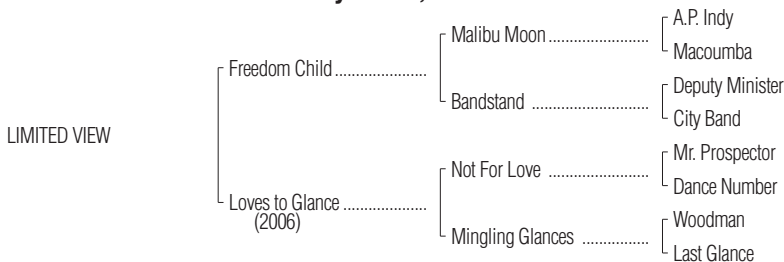 A.P. Indy
Malibu Moon
Macoumba
Freedom Child
Deputy Minister
Bandstand
City Band
LIMITED VIEW
Mr. Prospector
Not For Love
Dance Number
Loves to Glance
(2006)
Woodman
Mingling Glances
Last Glance